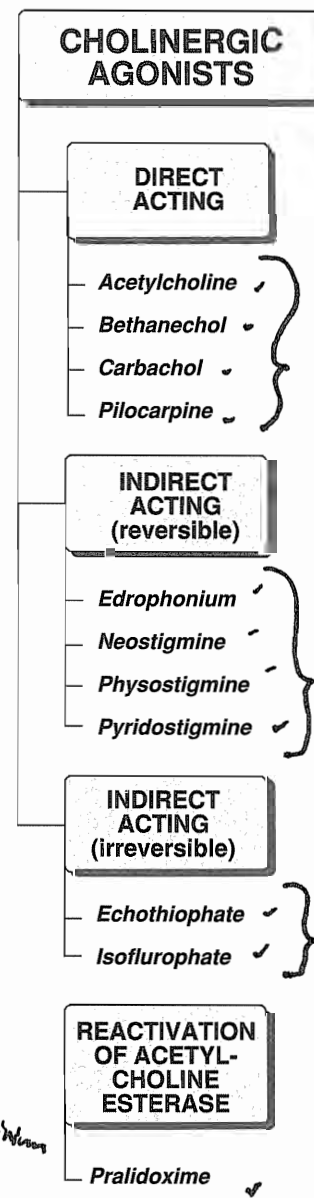 CHOLINERGIC
AGONISTS
DIRECT
ACTING
Acetylcholine
Bethanechol
Carbachol
Pilocarpine
INDIRECT
ACTING
(reversible)
Edrophonium
Neostigmine
Physostigmine
Pyridostigmine
INDIRECT
ACTING
(irreversible)
Echothiophate
Isoflurophate
REACTIVATION
OF ACETYL-
CHOLINE
ESTERASE
Pralidoxime